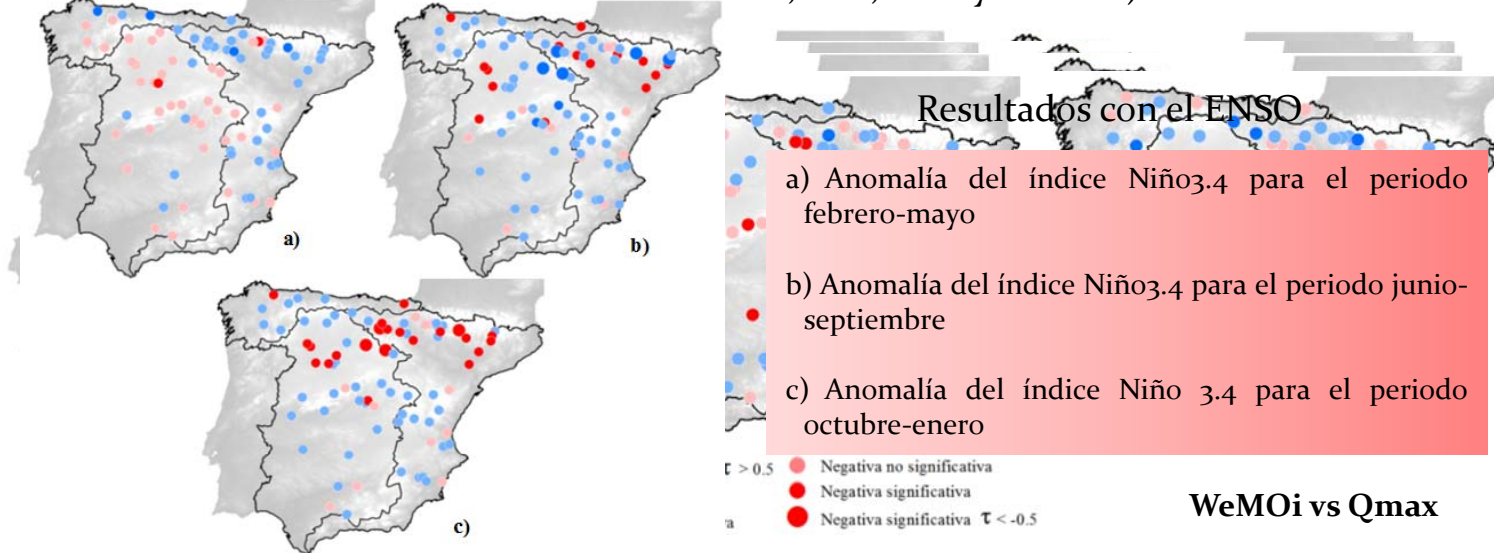 a)
b)
c)
Resultados con el ENSO
a) Anomalía del índice Niño3.4 para el periodo
febrero-mayo
b) Anomalía del índice Niño3.4 para el periodo junio-
septiembre
c) Anomalía del índice Niño 3.4 para el periodo
octubre-enero
τ > 0.5
Negativa no significativa
Negativa significativa
Negativa significativa τ < -0.5
WeMOi vs Qmax